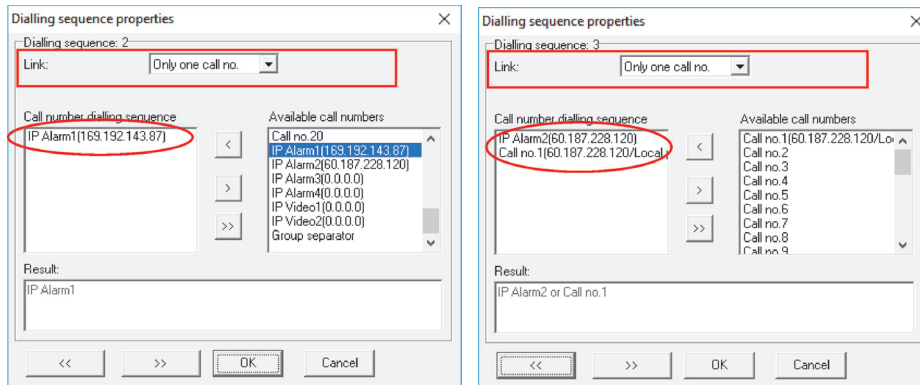 Dialling sequence properties
Dialling sequence: 2
Link: Only one call no.
Call number dialling sequence
IP Alarm1(169.192.143.87)
<
>
>>
Available call numbers
Call no.20
IP Alarm1(169.192.143.87)
IP Alarm2(60.187.228.120)
IP Alarm3(0.0.0.0)
IP Alarm4(0.0.0.0)
IP Video1(0.0.0.0)
IP Video2(0.0.0.0)
Group separator
Result:
IP Alarm1
<< >> OK Cancel
Dialling sequence properties
Dialling sequence: 3
Link: Only one call no.
Call number dialling sequence
IP Alarm2(60.187.228.120)
Call no.1(60.187.228.120/Local
<
>
>>
Available call numbers
Call no.1(60.187.228.120/Lo
Call no.2
Call no.3
Call no.4
Call no.5
Call no.6
Call no.7
Call no.8
Call no.9
Result:
IP Alarm2 or Call no.1
<< >> OK Cancel